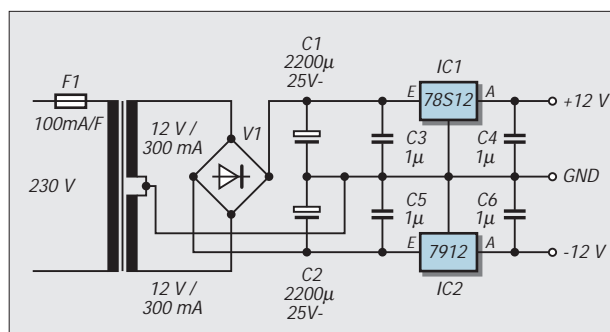 F1
100mA/F
230 V
12 V /
300 mA
12 V /
300 mA
V1
C1
2200µ
25V-
C2
2200µ
25V-
C3
1µ
C5
1µ
E
IC1
78S12
A
E
7912
A
IC2
C4
1µ
C6
1µ
+12 V
GND
-12 V